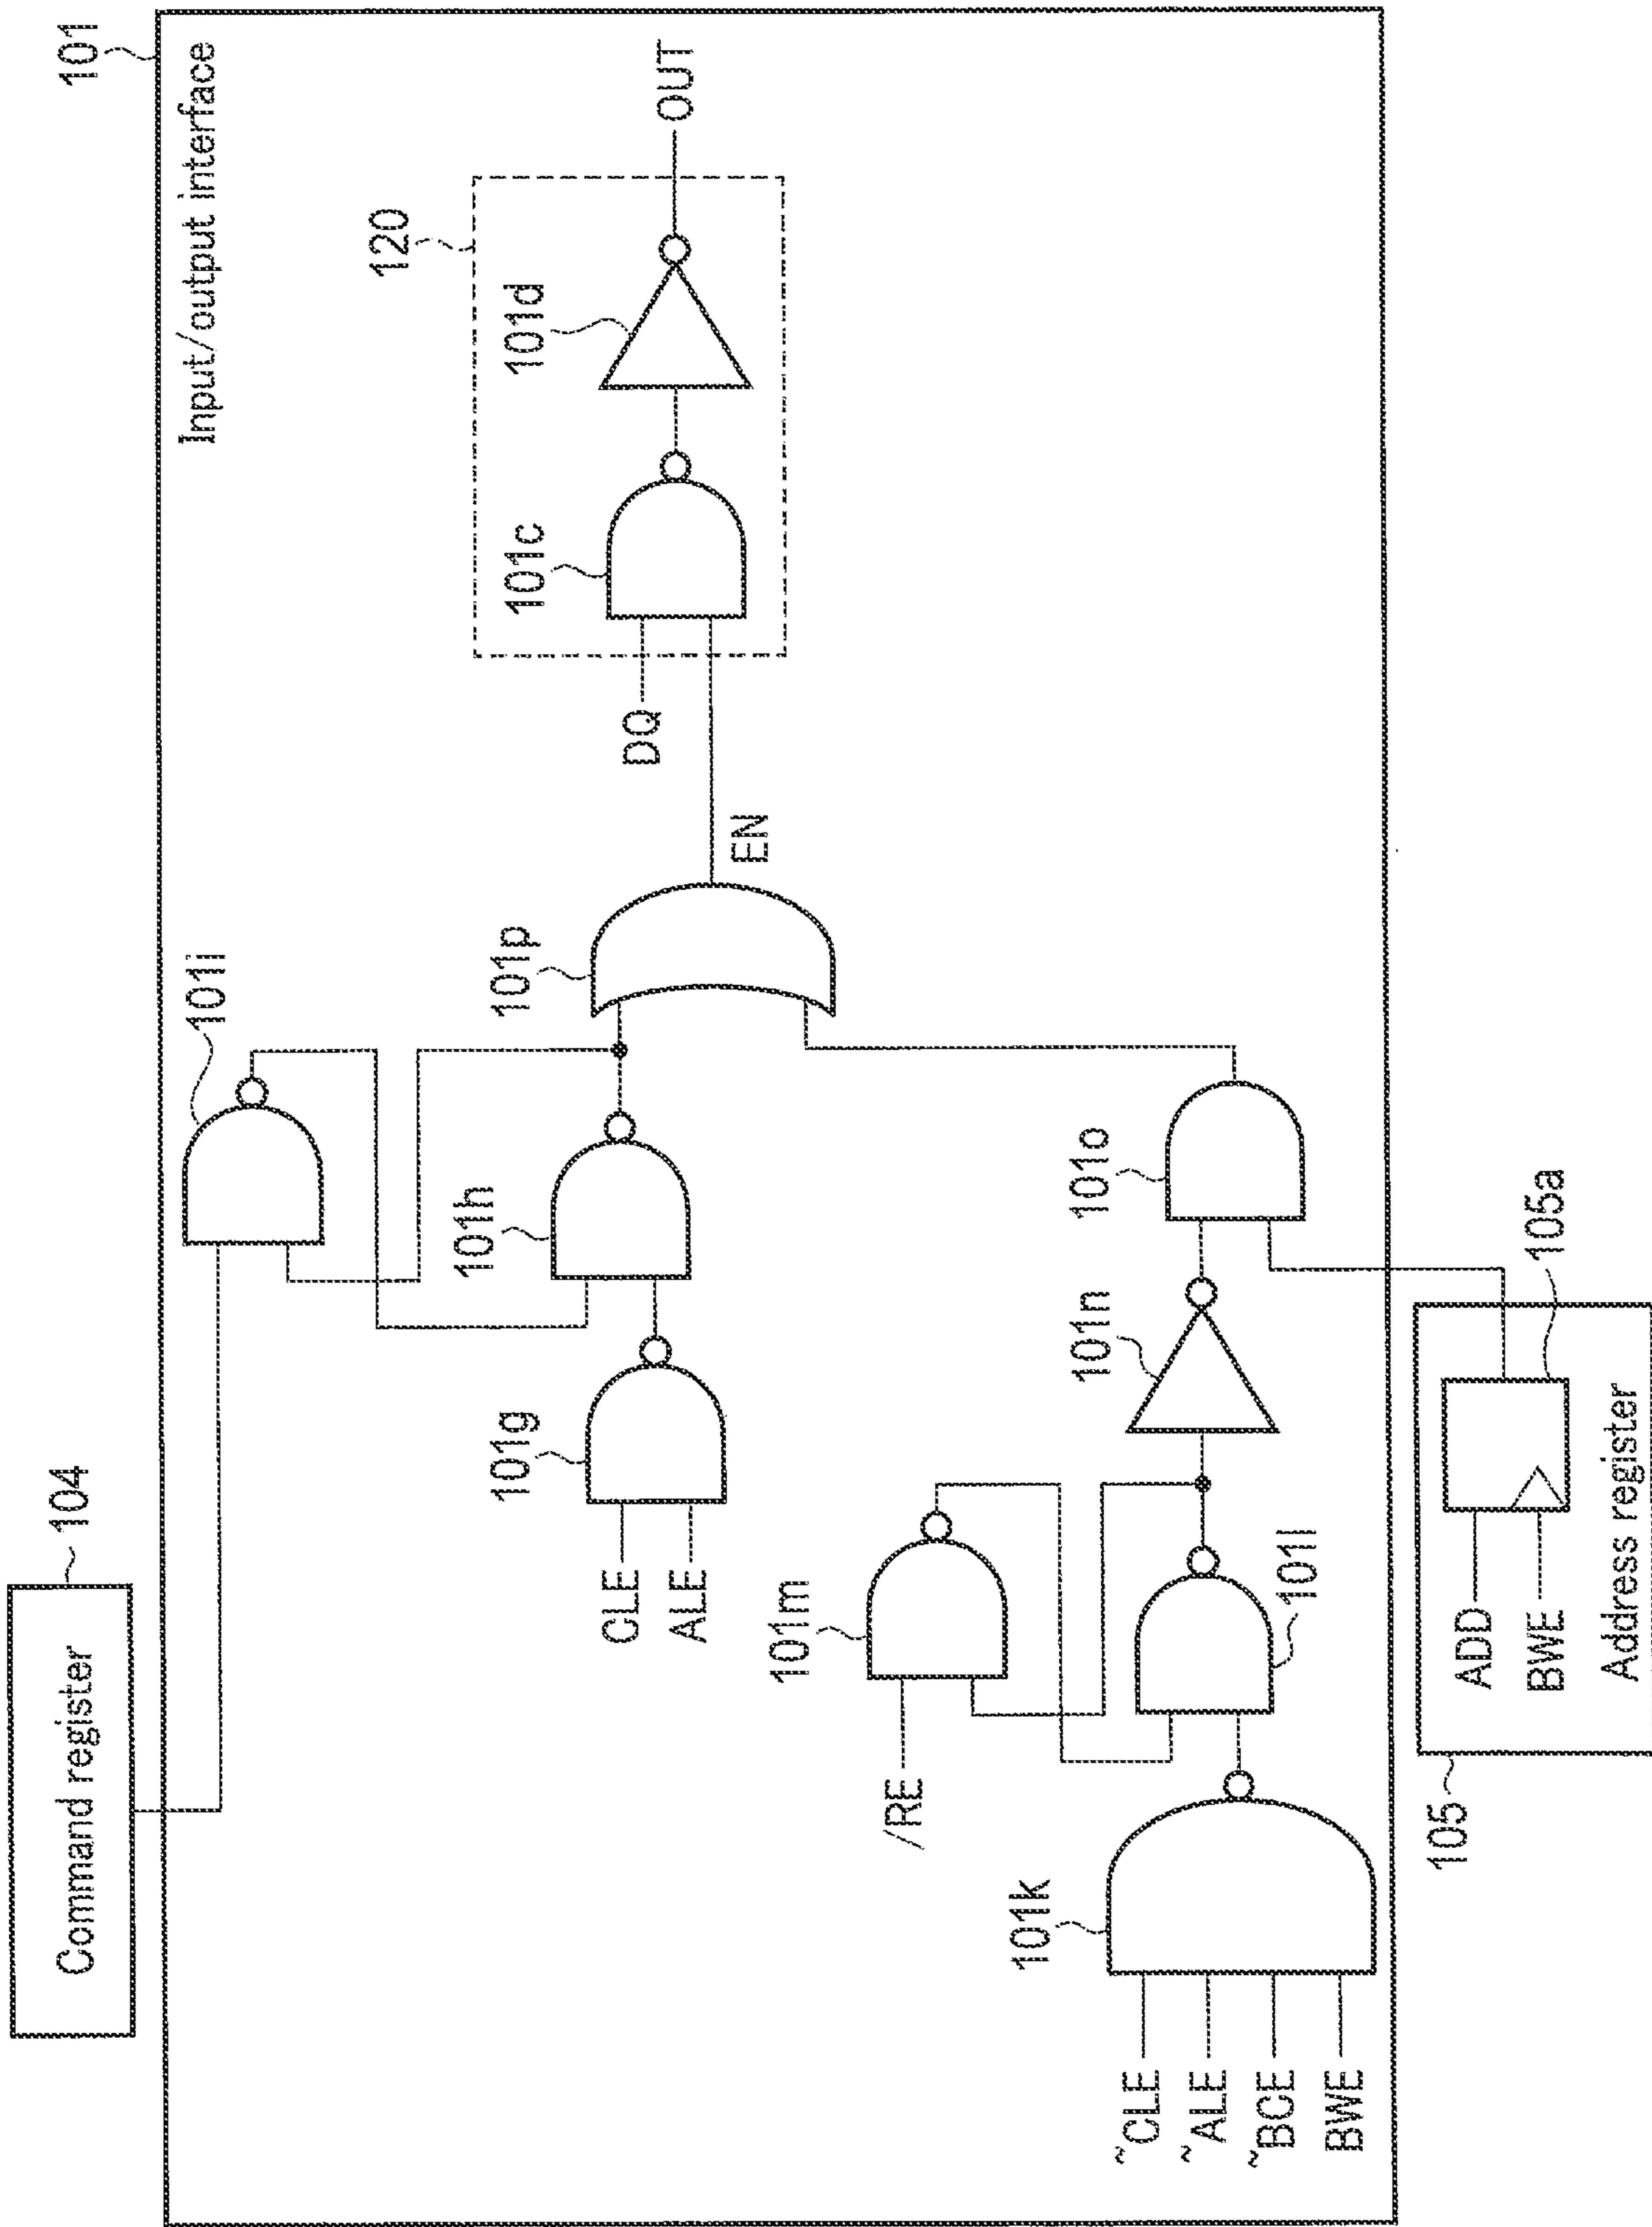 101
Input/output interface
104
Command register
101i
120
101d
101c
OUT
DQ
EN
101p
101h
101g
CLE
ALE
101m
/RE
101l
101n
101o
101k
~CLE
~ALE
~BCE
BWE
105a
ADD
BWE
Address register
105